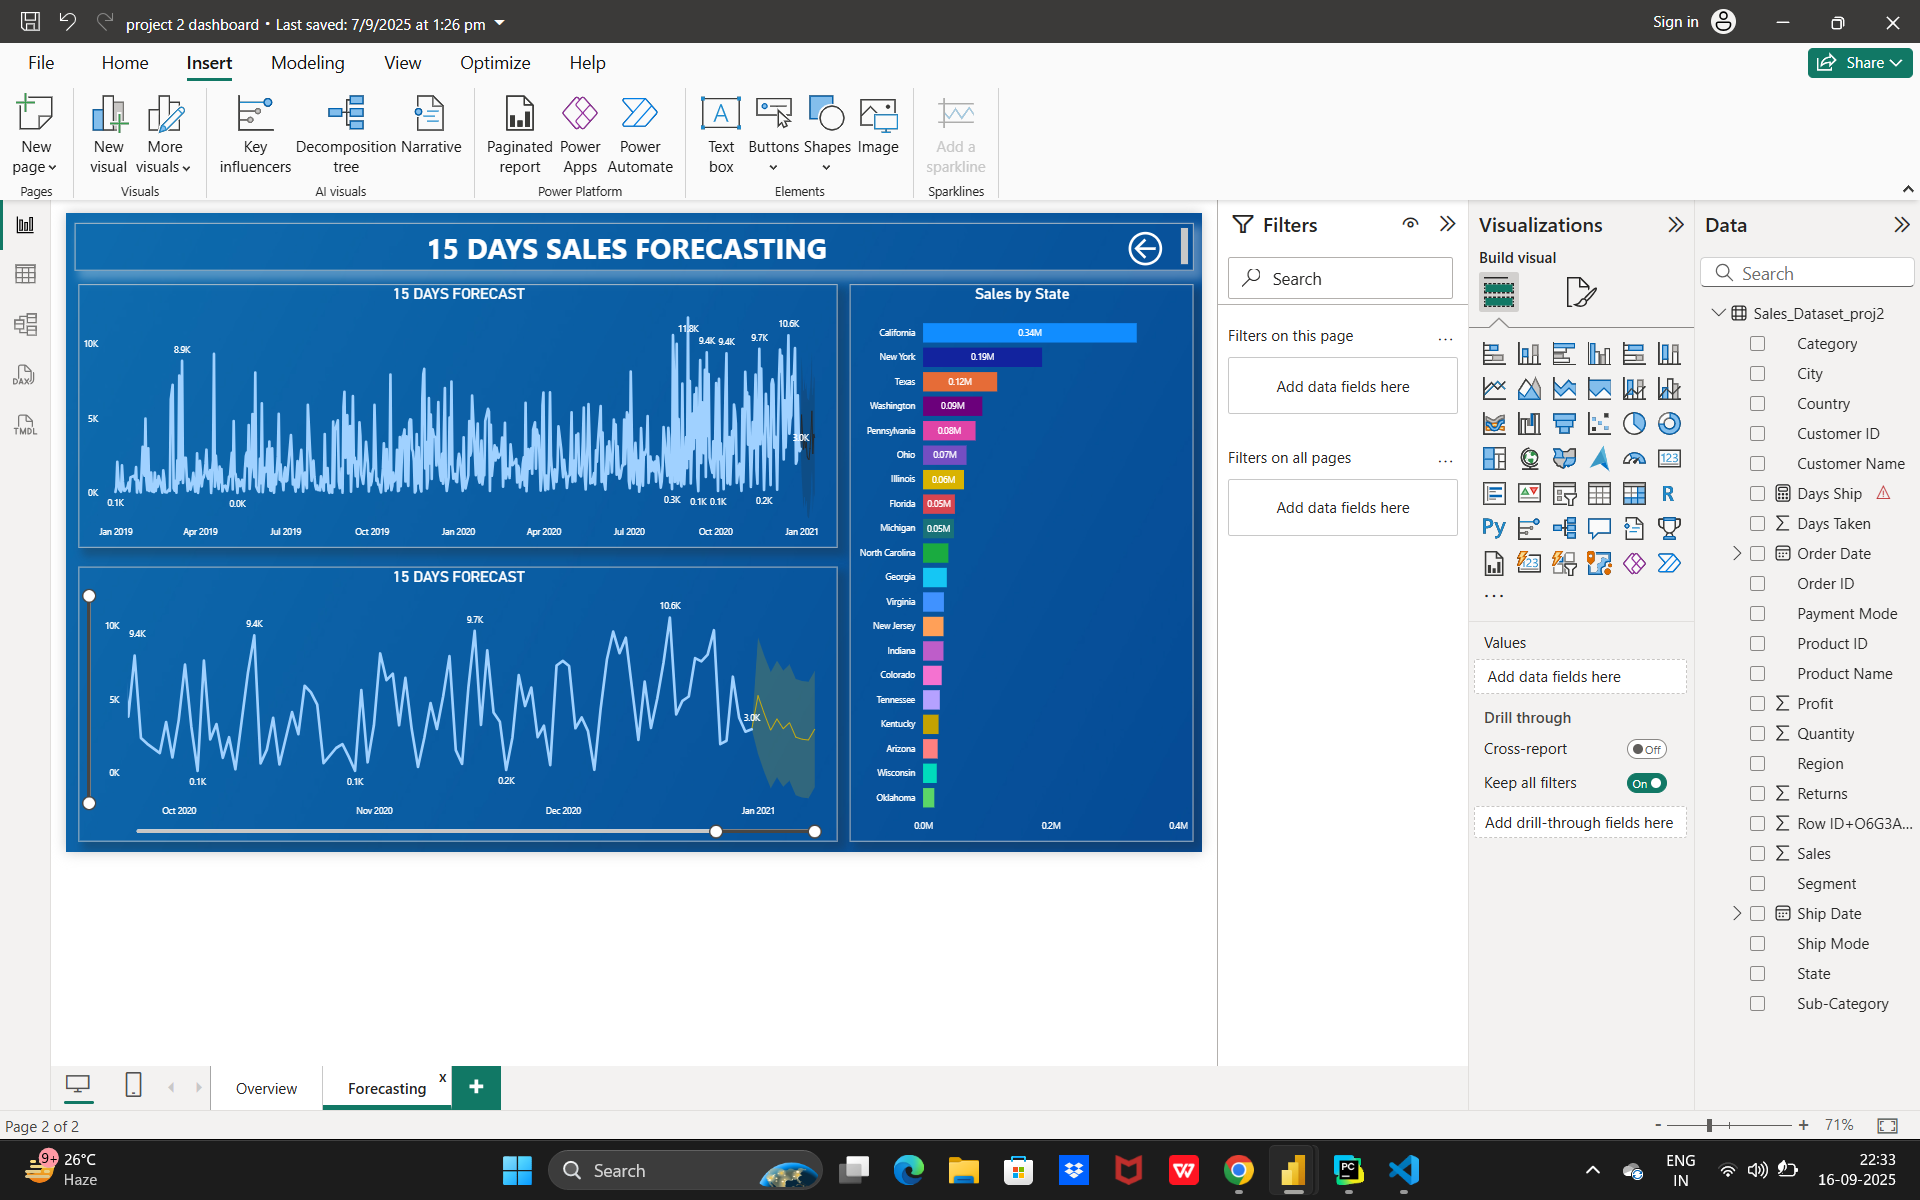 project 2 dashboard • Last saved: 7/9/2025 at 1:26 pm
Sign in
File Home Insert Modeling View Optimize Help
Share
New page
New visual
More visuals
Key influencers
Decomposition tree
Narrative
Paginated report
Power Apps
Power Automate
Text box
Buttons
Shapes
Image
Add a sparkline
Pages
Visuals
AI visuals
Power Platform
Elements
Sparklines
DAX
TMDL
15 DAYS SALES FORECASTING
15 DAYS FORECAST
10K
5K
0K
8.9K
11.8K
9.4K 9.4K
9.7K
10.6K
3.0K
0.1K
0.0K
0.3K
0.1K 0.1K
0.2K
Jan 2019 Apr 2019 Jul 2019 Oct 2019 Jan 2020 Apr 2020 Jul 2020 Oct 2020 Jan 2021
15 DAYS FORECAST
10K
5K
0K
9.4K
9.4K
9.7K
10.6K
3.0K
0.1K
0.1K
0.2K
Oct 2020 Nov 2020 Dec 2020 Jan 2021
Sales by State
California 0.34M
New York 0.19M
Texas 0.12M
Washington 0.09M
Pennsylvania 0.08M
Ohio 0.07M
Illinois 0.06M
Florida 0.05M
Michigan 0.05M
North Carolina
Georgia
Virginia
New Jersey
Indiana
Colorado
Tennessee
Kentucky
Arizona
Wisconsin
Oklahoma
0.0M 0.2M 0.4M
Filters
Search
Filters on this page
Add data fields here
Filters on all pages
Add data fields here
Visualizations
Build visual
123
R
Py
123
Values
Add data fields here
Drill through
Cross-report Off
Keep all filters On
Add drill-through fields here
Data
Search
Sales_Dataset_proj2
Category
City
Country
Customer ID
Customer Name
Days Ship
Days Taken
Order Date
Order ID
Payment Mode
Product ID
Product Name
Profit
Quantity
Region
Returns
Row ID+O6G3A...
Sales
Segment
Ship Date
Ship Mode
State
Sub-Category
Overview
Forecasting x
+
Page 2 of 2
- + 71%
9+
26°C
Haze
Search
PC
W
ENG
IN
22:33
16-09-2025